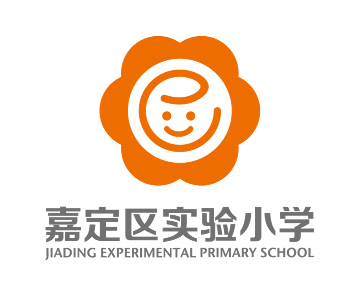 嘉定区实验小学
JIADING EXPERIMENTAL PRIMARY SCHOOL